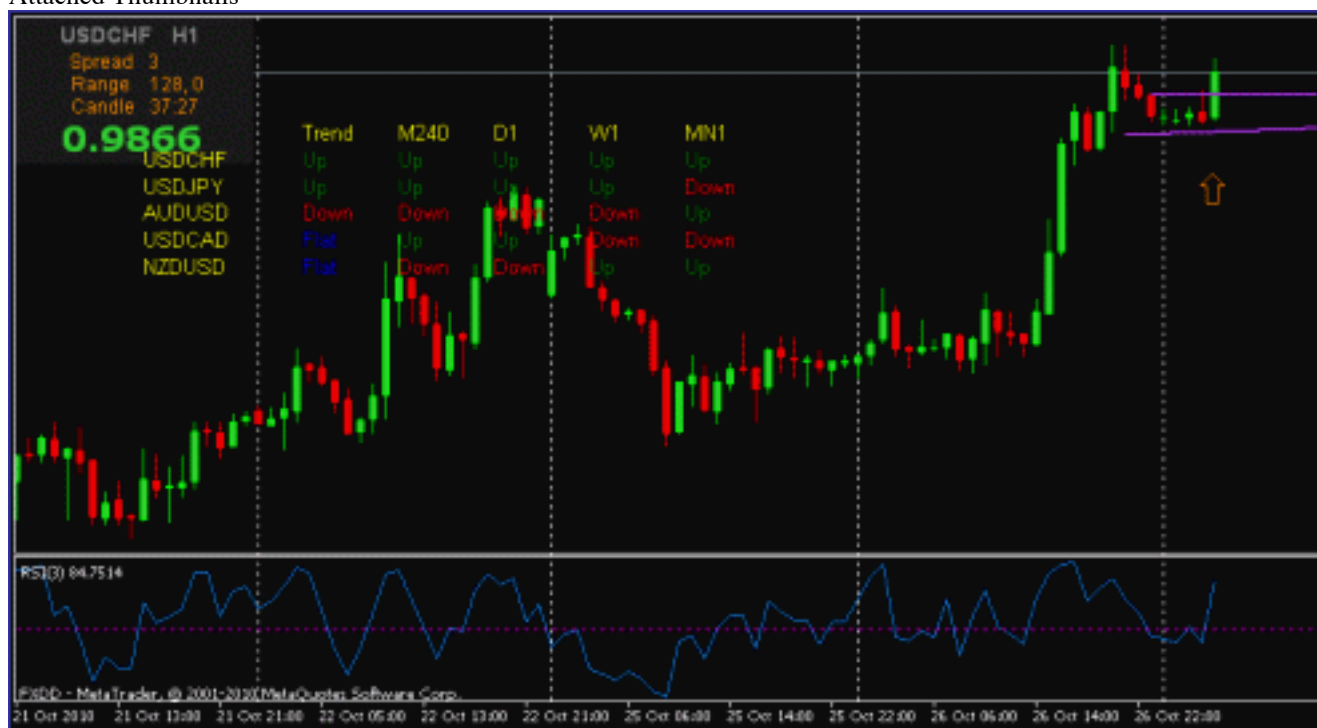 Attached Thumbnails
USDCHF H1
Spread 3
Range 128,0
Candle 37:27
0.9866
Trend M240 D1 W1 MN1
USDCHF Up Up Up Up Up
USDJPY Up Up Up Up Down
AUDUSD Down Down Down Down Up
USDCAD Flat Up Up Down Down
NZDUSD Flat Down Down Up Up
RSI(3) 84.7514
FXDD - MetaTrader, © 2001-2010 MetaQuotes Software Corp.
21 Oct 2010 21 Oct 13:00 21 Oct 21:00 22 Oct 05:00 22 Oct 13:00 22 Oct 21:00 25 Oct 06:00 25 Oct 14:00 25 Oct 22:00 26 Oct 06:00 26 Oct 14:00 26 Oct 22:00